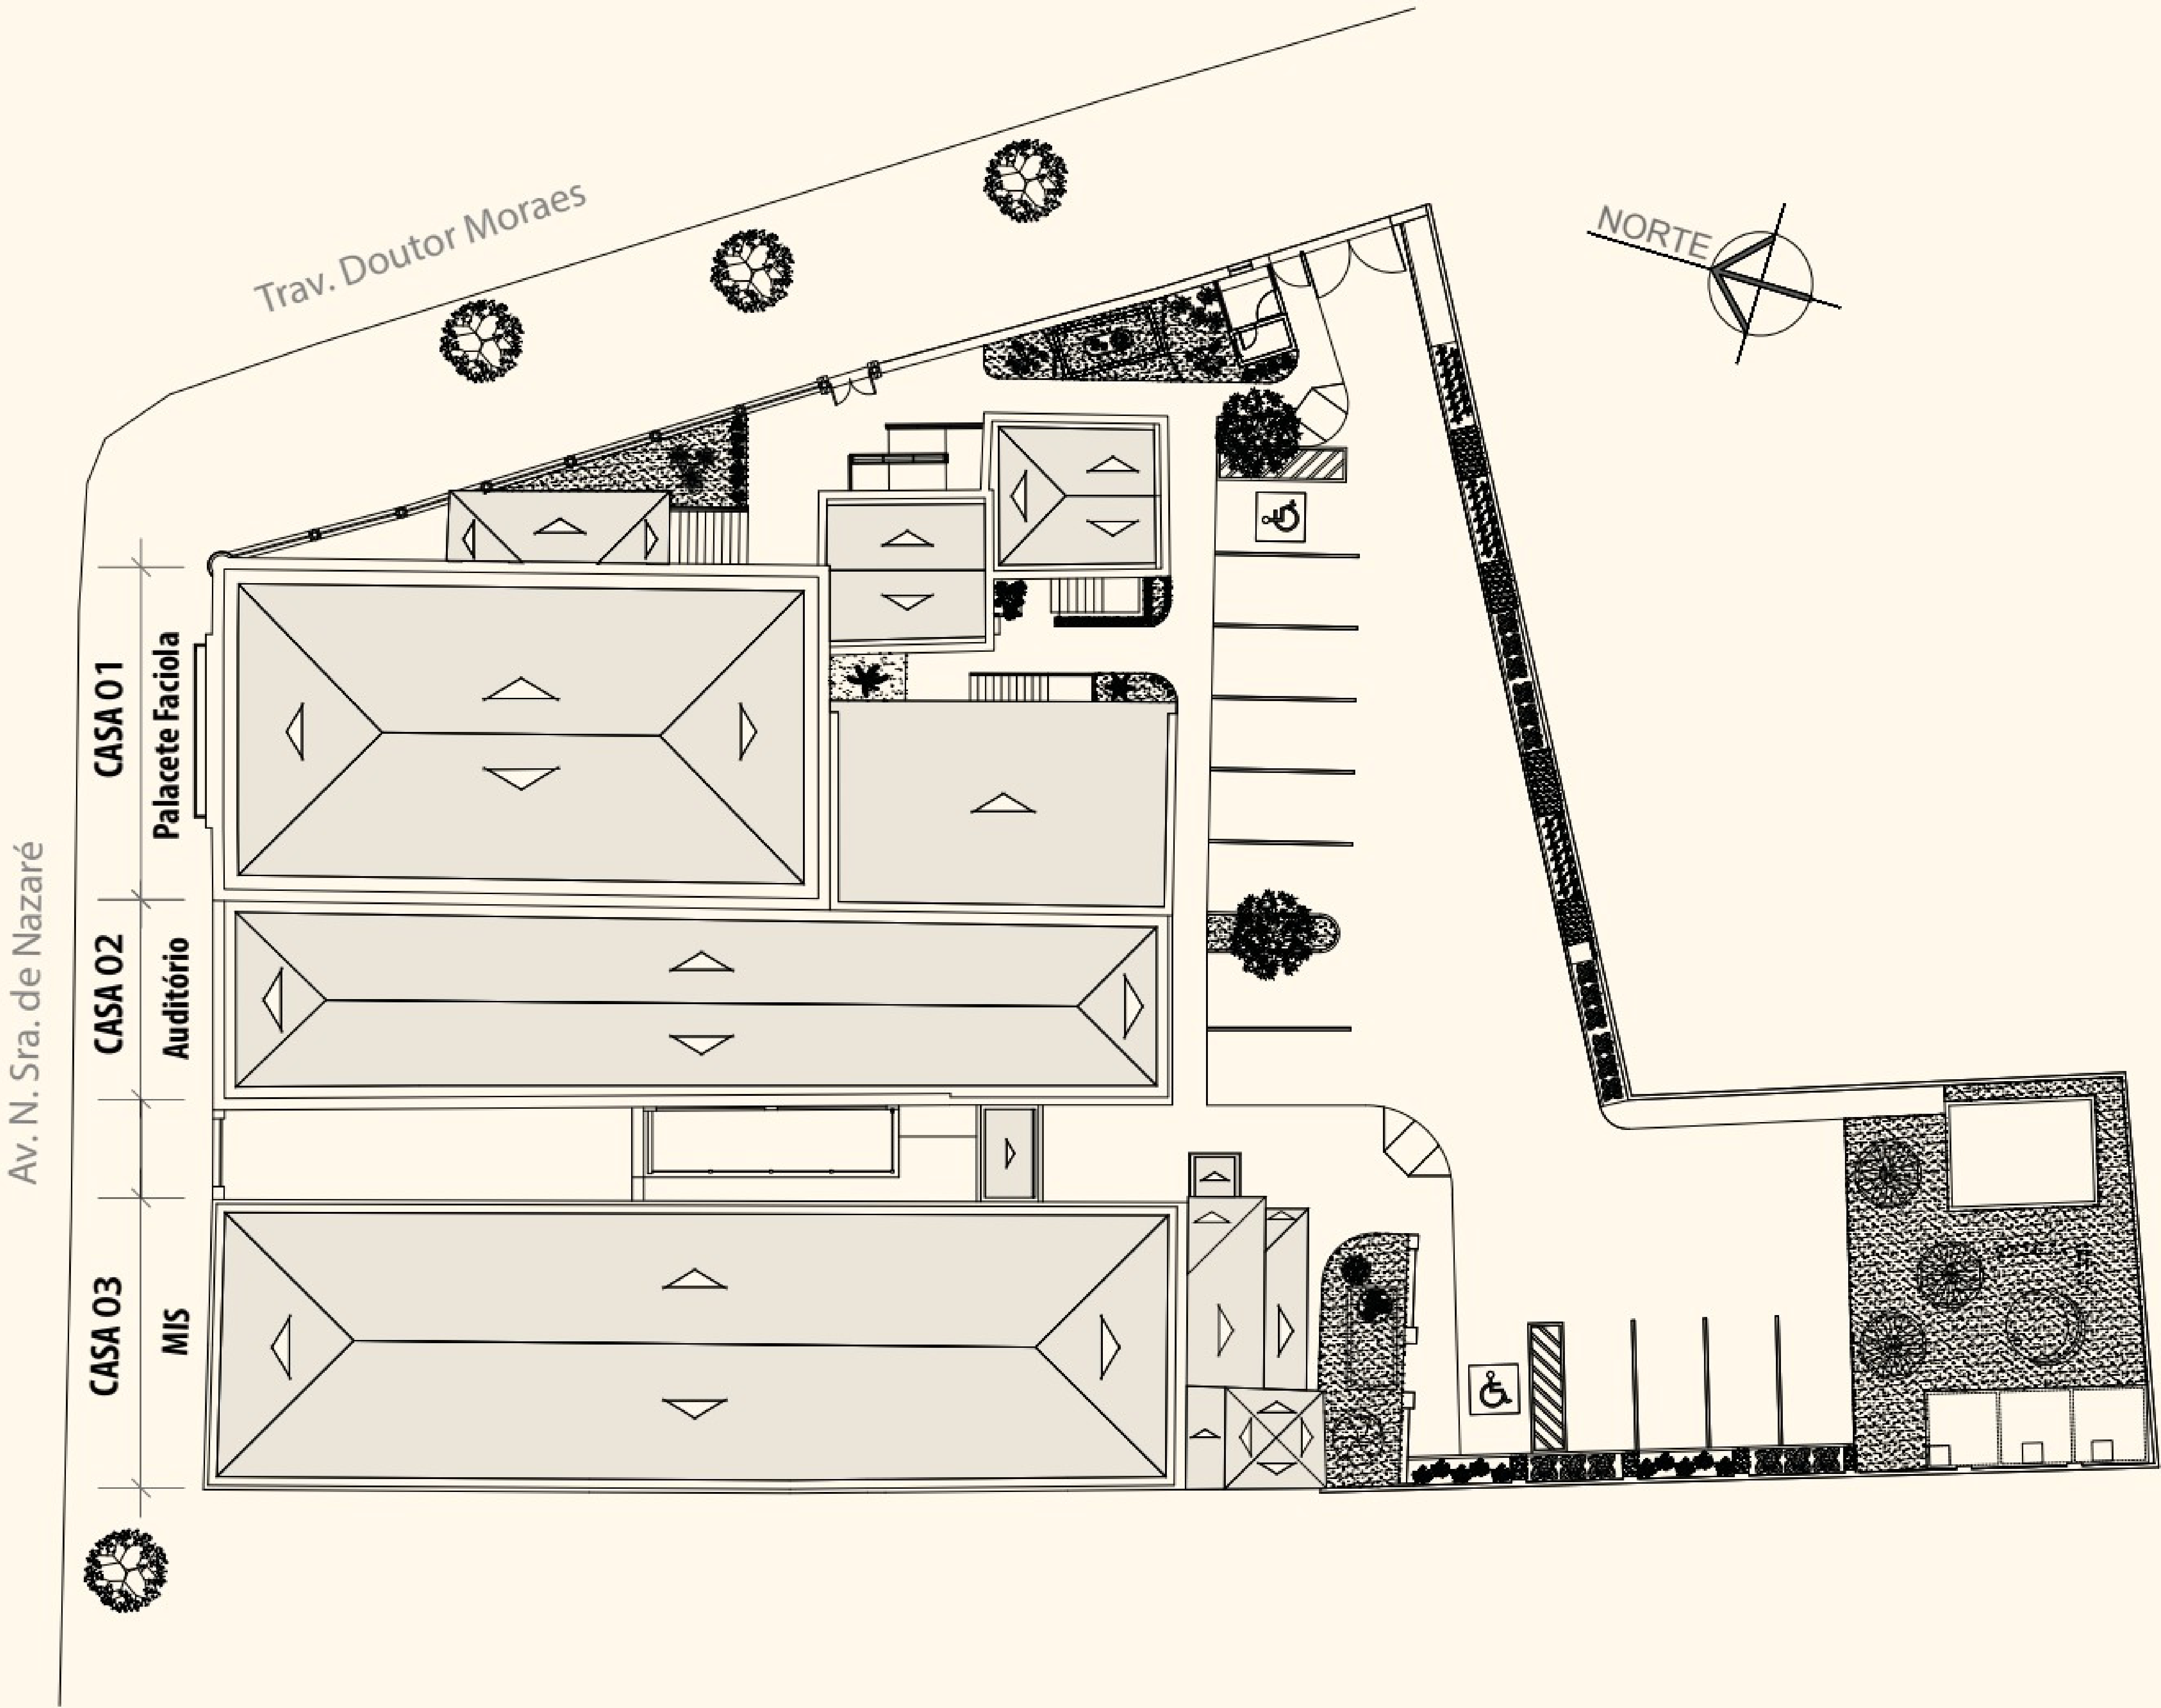 Trav. Doutor Moraes
NORTE
CASA 01
Palacete Faciola
CASA 02
Auditório
CASA 03
MIS
Av. N. Sra. de Nazaré